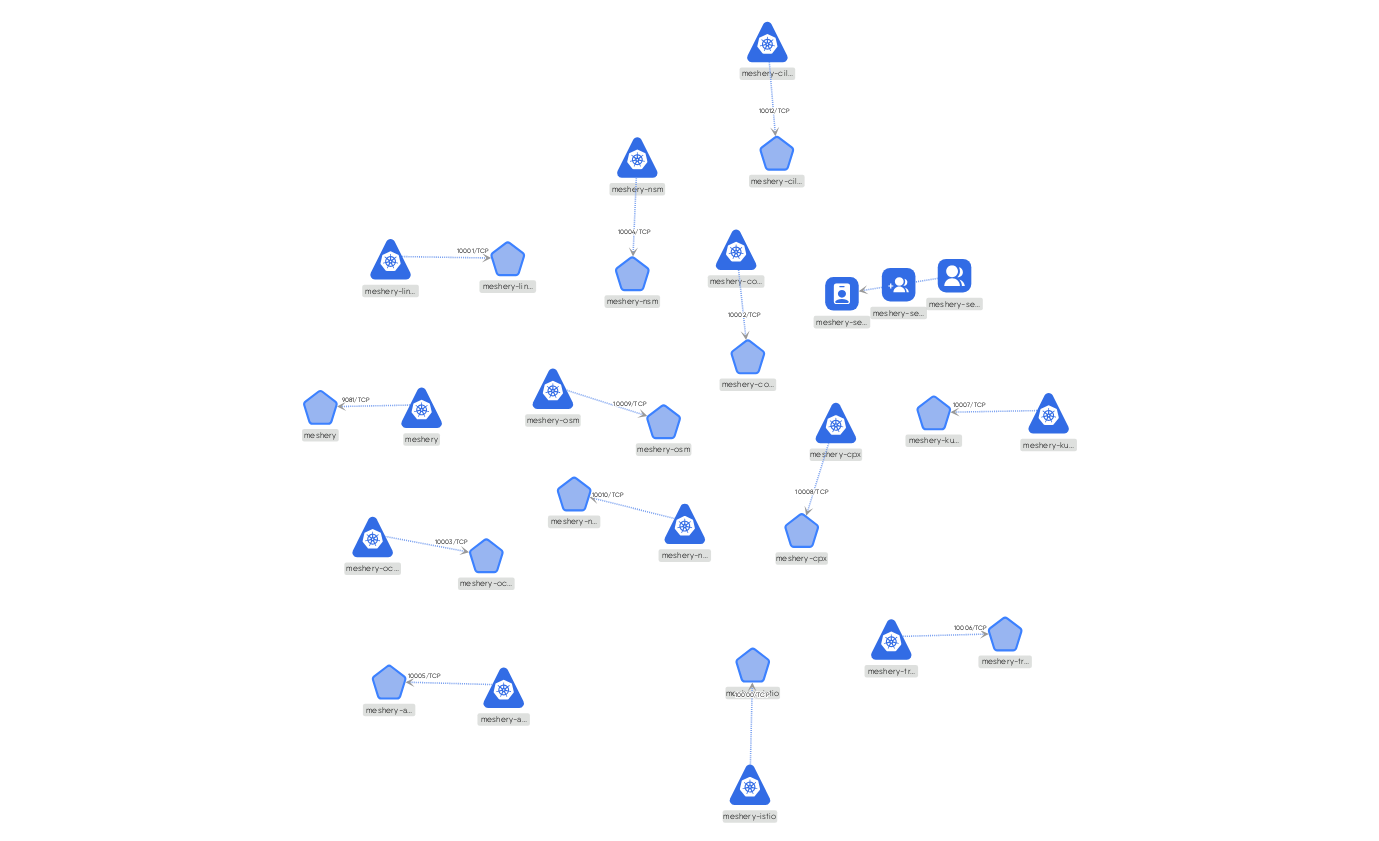 meshery-cil...
10012/TCP
meshery-cil...
meshery-nsm
10004/TCP
meshery-nsm
meshery-lin...
10001/TCP
meshery-lin...
meshery-co...
10002/TCP
meshery-co...
meshery-se...
meshery-se...
meshery-se...
9081/TCP
meshery
meshery
meshery-osm
10009/TCP
meshery-osm
meshery-cpx
10008/TCP
meshery-cpx
10007/TCP
meshery-ku...
meshery-ku...
10010/TCP
meshery-n...
meshery-n...
meshery-oc...
10003/TCP
meshery-oc...
10006/TCP
meshery-tr...
meshery-tr...
10005/TCP
meshery-a...
meshery-a...
10000/TCP
meshery-istio